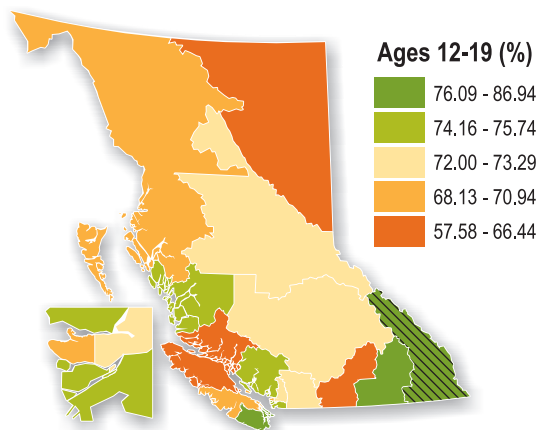 Ages 12-19 (%)
76.09 - 86.94
74.16 - 75.74
72.00 - 73.29
68.13 - 70.94
57.58 - 66.44